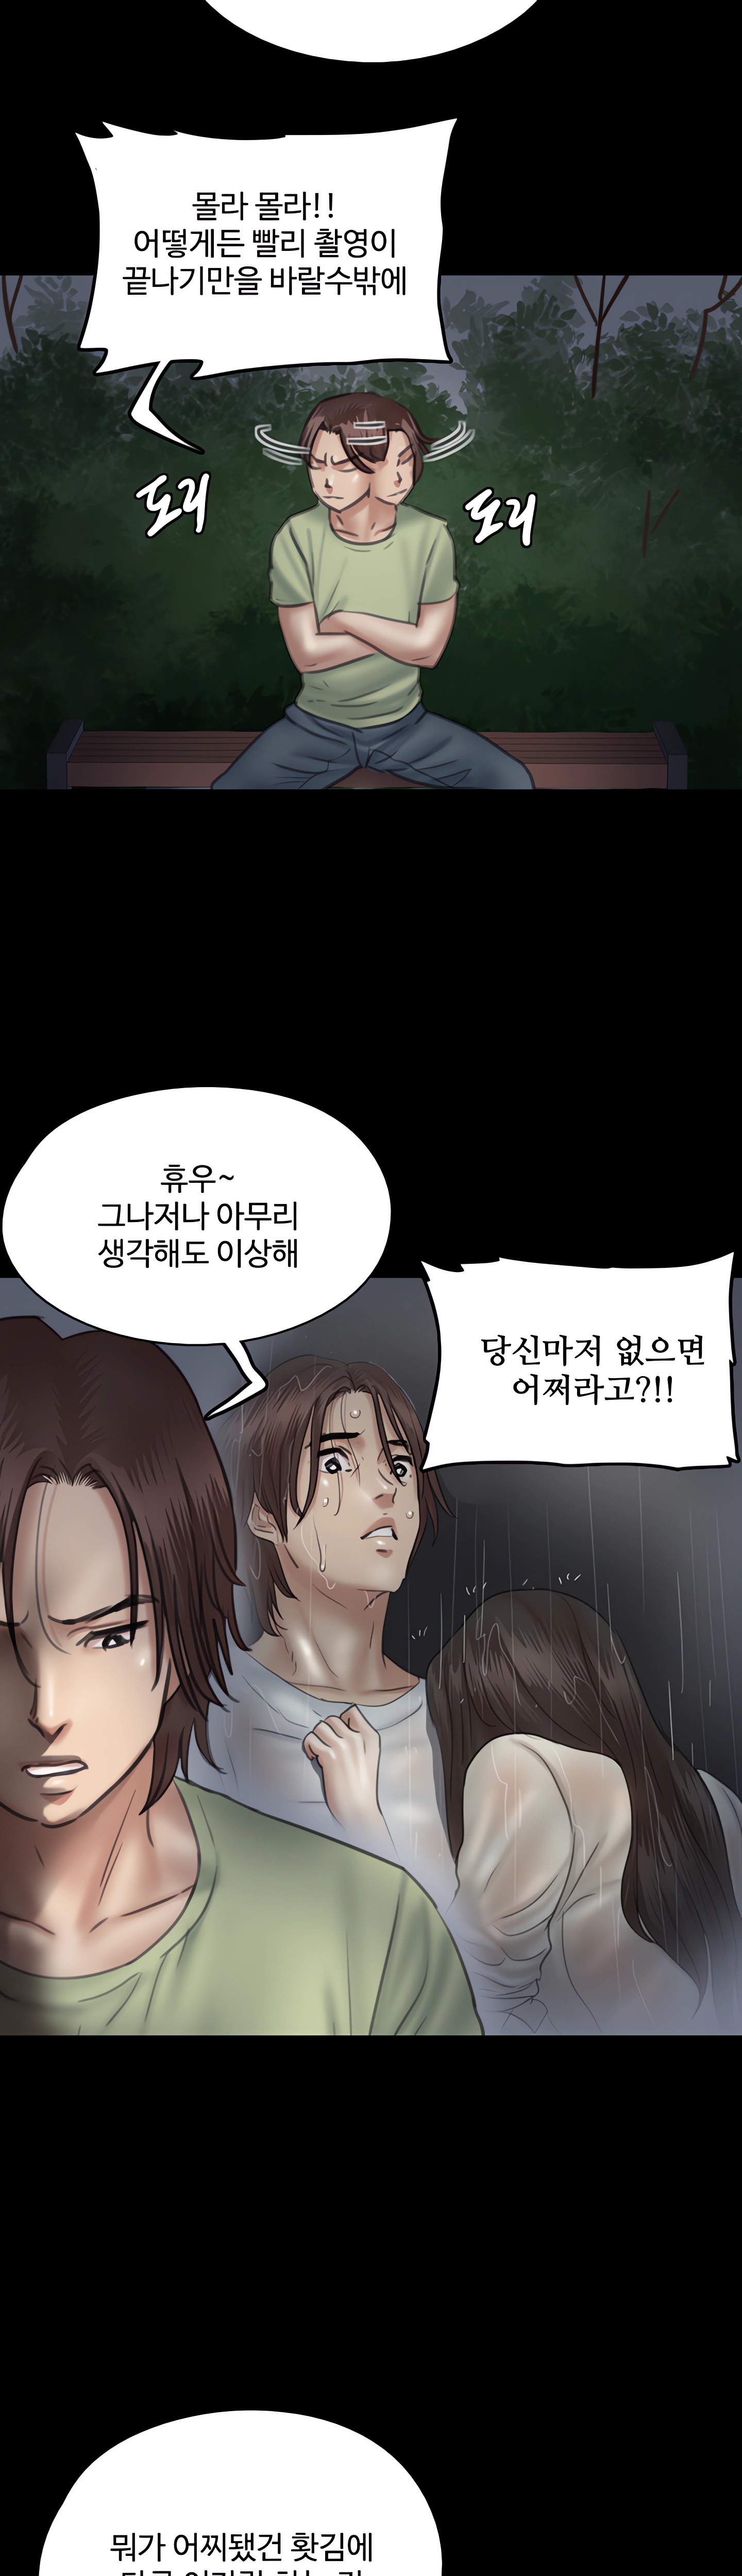 몰라 몰라!!
어떻게든 빨리 촬영이
끝나기만을 바랄수밖에
도리
도리
휴우~
그나저나 아무리
생각해도 이상해
당신마저 없으면
어쩌라고?!!
뭐가 어찌됐건 홧김에